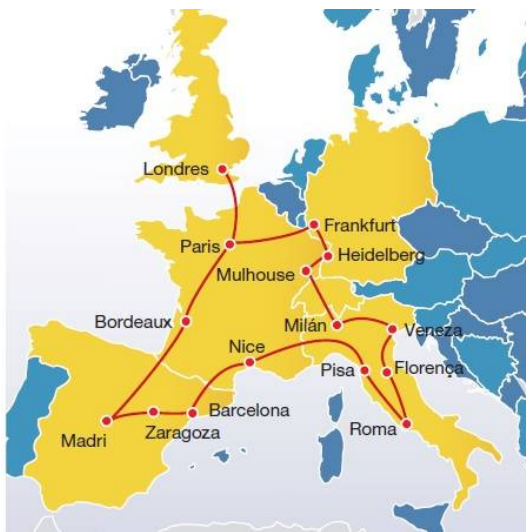 Londres
Frankfurt
Paris
Heidelberg
Mulhouse
Bordeaux
Milán
Veneza
Nice
Pisa
Florença
Barcelona
Madri
Zaragoza
Roma